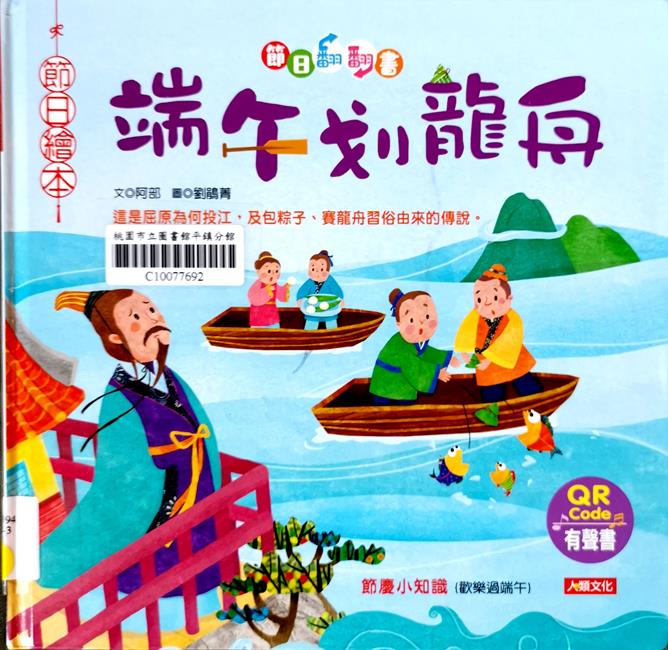 節日繪本
節日翻翻書
端午划龍舟
文◎阿部 圖◎劉鵑菁
這是屈原為何投江，及包粽子、賽龍舟習俗由來的傳說。
桃園市立圖書館平鎮分館
C10077692
QR
Code
有聲書
節慶小知識 (歡樂過端午)
人類文化